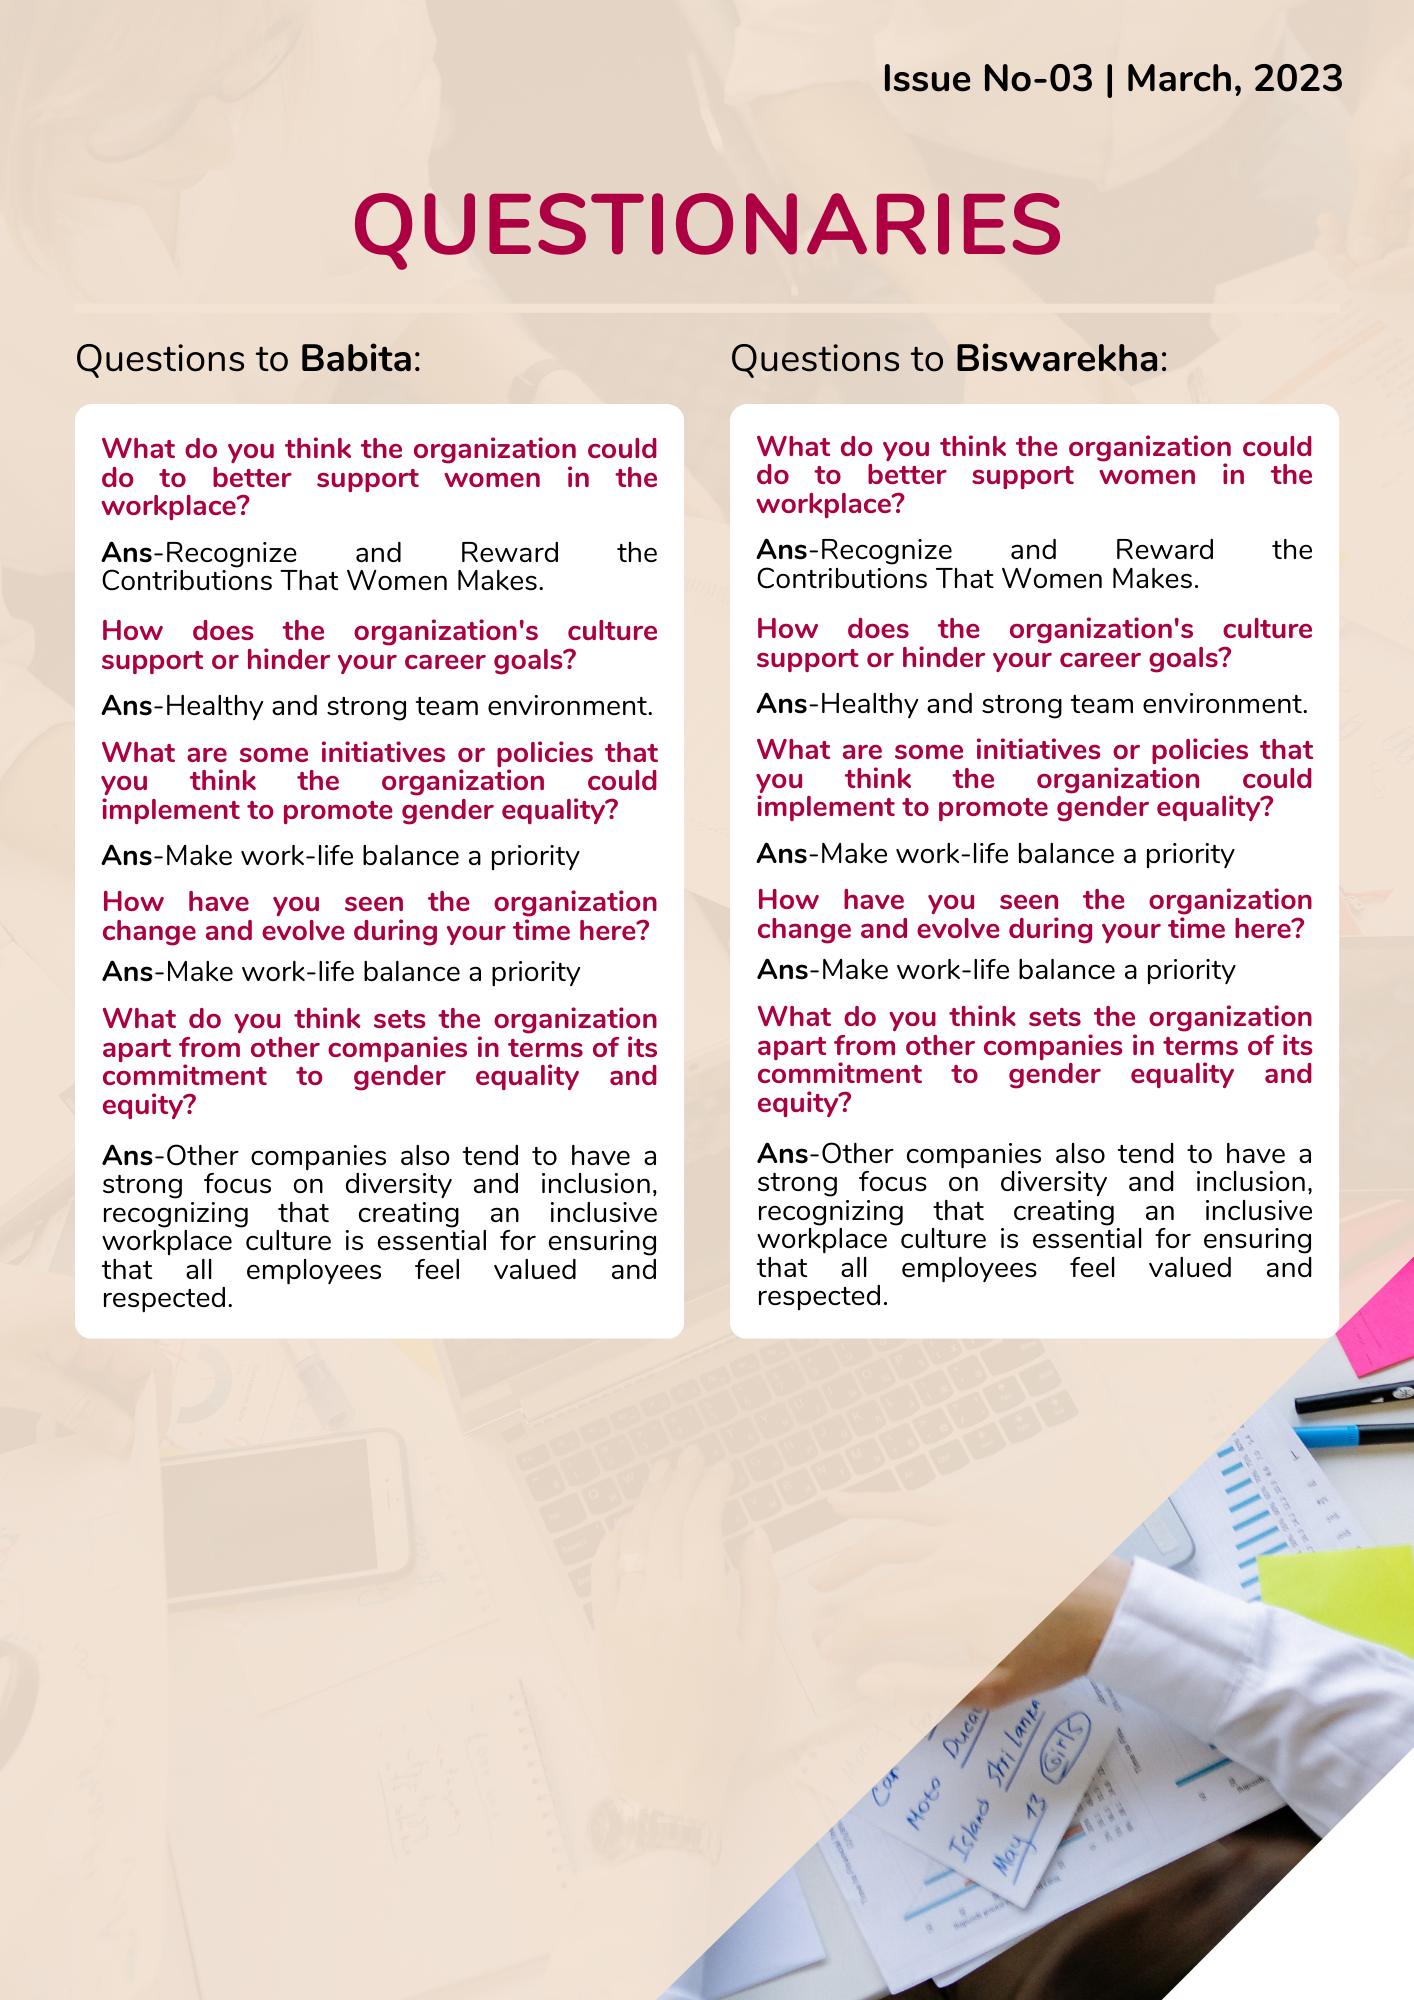 Issue No-03 | March, 2023
QUESTIONARIES
Questions to Babita:
What do you think the organization could
do to better support women in the
workplace?
Ans-Recognize and Reward the
Contributions That Women Makes.
How does the organization's culture
support or hinder your career goals?
Ans-Healthy and strong team environment.
What are some initiatives or policies that
you think the organization could
implement to promote gender equality?
Ans-Make work-life balance a priority
How have you seen the organization
change and evolve during your time here?
Ans-Make work-life balance a priority
What do you think sets the organization
apart from other companies in terms of its
commitment to gender equality and
equity?
Ans-Other companies also tend to have a
strong focus on diversity and inclusion,
recognizing that creating an inclusive
workplace culture is essential for ensuring
that all employees feel valued and
respected.
Questions to Biswarekha:
What do you think the organization could
do to better support women in the
workplace?
Ans-Recognize and Reward the
Contributions That Women Makes.
How does the organization's culture
support or hinder your career goals?
Ans-Healthy and strong team environment.
What are some initiatives or policies that
you think the organization could
implement to promote gender equality?
Ans-Make work-life balance a priority
How have you seen the organization
change and evolve during your time here?
Ans-Make work-life balance a priority
What do you think sets the organization
apart from other companies in terms of its
commitment to gender equality and
equity?
Ans-Other companies also tend to have a
strong focus on diversity and inclusion,
recognizing that creating an inclusive
workplace culture is essential for ensuring
that all employees feel valued and
respected.
Car
Moto Ducat
Island Shri Lanka
May 13 Girls